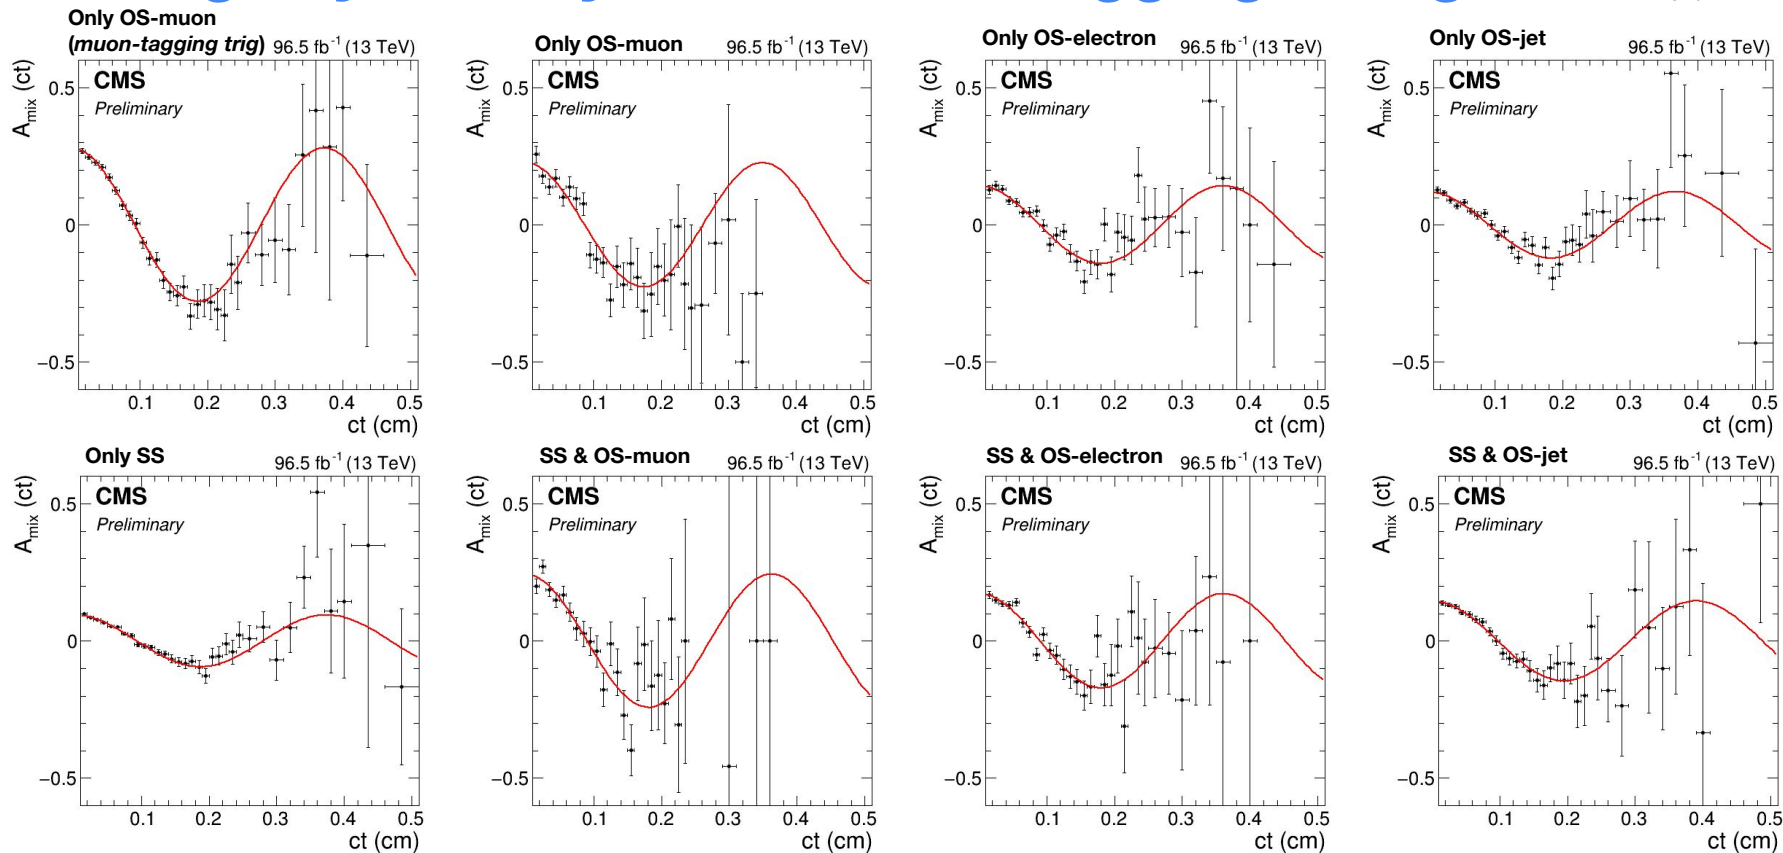 Only OS-muon
(muon-tagging trig) 96.5 fb⁻¹ (13 TeV)
CMS
Preliminary
A_mix (ct)
0.5
0
−0.5
0.1 0.2 0.3 0.4 0.5
ct (cm)
Only OS-muon 96.5 fb⁻¹ (13 TeV)
CMS
Preliminary
A_mix (ct)
0.5
0
−0.5
0.1 0.2 0.3 0.4 0.5
ct (cm)
Only OS-electron 96.5 fb⁻¹ (13 TeV)
CMS
Preliminary
A_mix (ct)
0.5
0
−0.5
0.1 0.2 0.3 0.4 0.5
ct (cm)
Only OS-jet 96.5 fb⁻¹ (13 TeV)
CMS
Preliminary
A_mix (ct)
0.5
0
−0.5
0.1 0.2 0.3 0.4 0.5
ct (cm)
Only SS 96.5 fb⁻¹ (13 TeV)
CMS
Preliminary
A_mix (ct)
0.5
0
−0.5
0.1 0.2 0.3 0.4 0.5
ct (cm)
SS & OS-muon 96.5 fb⁻¹ (13 TeV)
CMS
Preliminary
A_mix (ct)
0.5
0
−0.5
0.1 0.2 0.3 0.4 0.5
ct (cm)
SS & OS-electron 96.5 fb⁻¹ (13 TeV)
CMS
Preliminary
A_mix (ct)
0.5
0
−0.5
0.1 0.2 0.3 0.4 0.5
ct (cm)
SS & OS-jet 96.5 fb⁻¹ (13 TeV)
CMS
Preliminary
A_mix (ct)
0.5
0
−0.5
0.1 0.2 0.3 0.4 0.5
ct (cm)